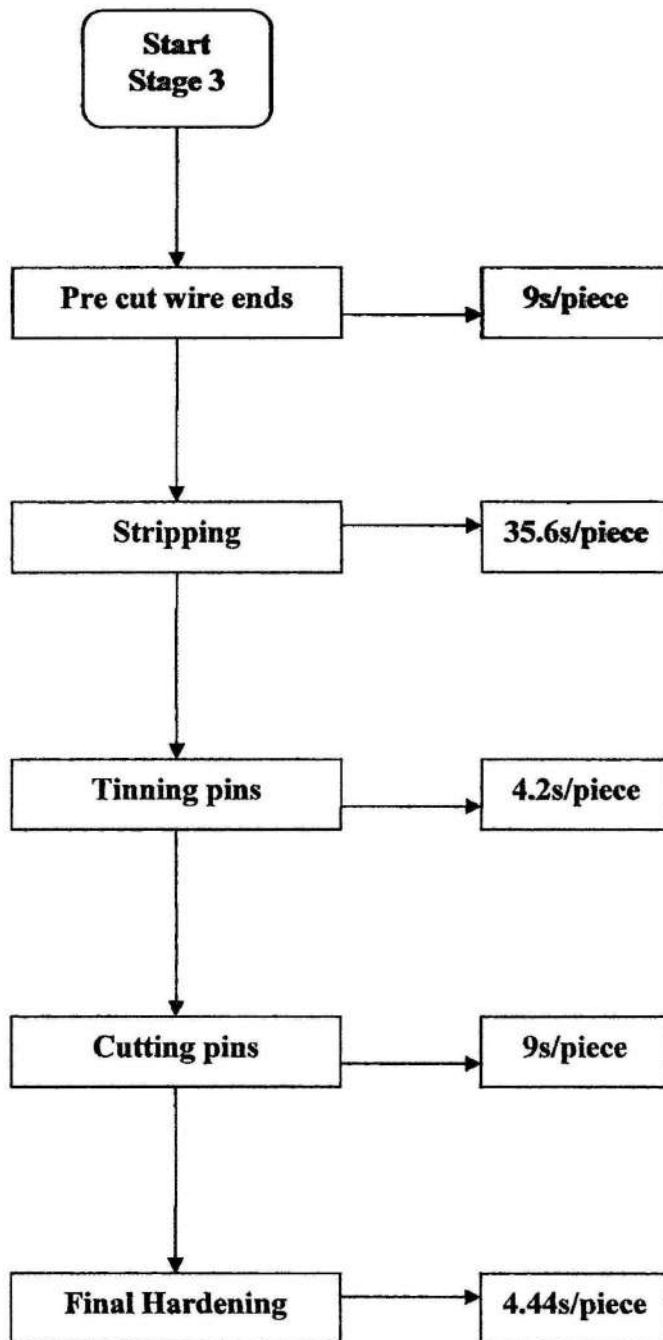 Start
Stage 3
Pre cut wire ends
9s/piece
Stripping
35.6s/piece
Tinning pins
4.2s/piece
Cutting pins
9s/piece
Final Hardening
4.44s/piece